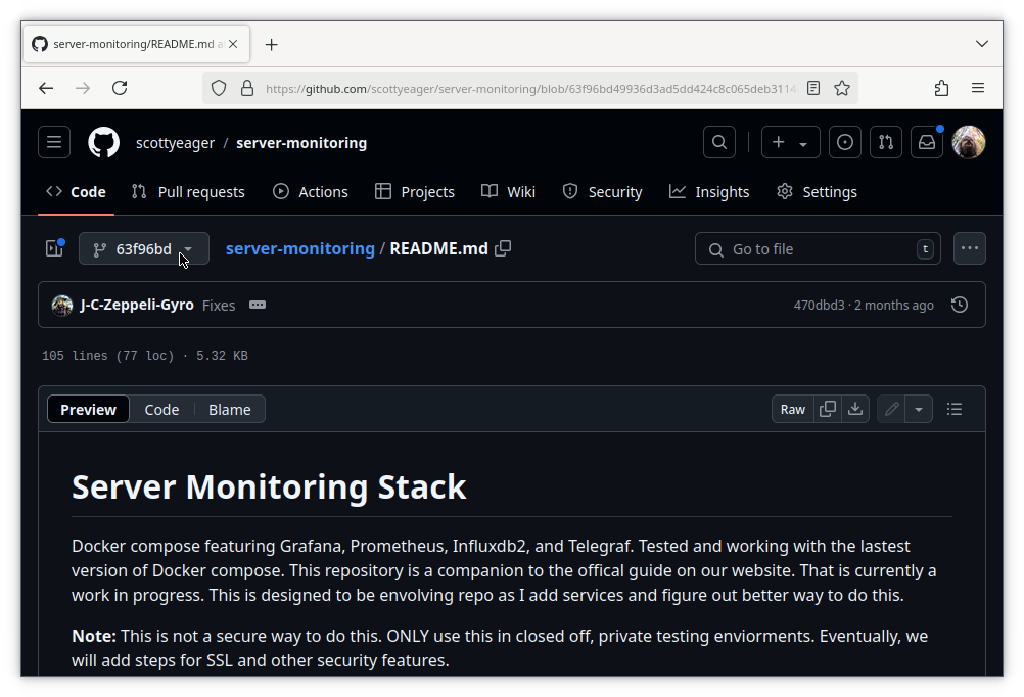 server-monitoring/README.md a
https://github.com/scottyeager/server-monitoring/blob/63f96bd49936d3ad5dd424c8c065deb3114
scottyeager / server-monitoring
Code Pull requests Actions Projects Wiki Security Insights Settings
63f96bd server-monitoring / README.md Go to file t
J-C-Zeppeli-Gyro Fixes 470dbd3 · 2 months ago
105 lines (77 loc) · 5.32 KB
Preview Code Blame Raw
Server Monitoring Stack
Docker compose featuring Grafana, Prometheus, Influxdb2, and Telegraf. Tested and working with the lastest
version of Docker compose. This repository is a companion to the offical guide on our website. That is currently a
work in progress. This is designed to be envolving repo as I add services and figure out better way to do this.
Note: This is not a secure way to do this. ONLY use this in closed off, private testing enviorments. Eventually, we
will add steps for SSL and other security features.